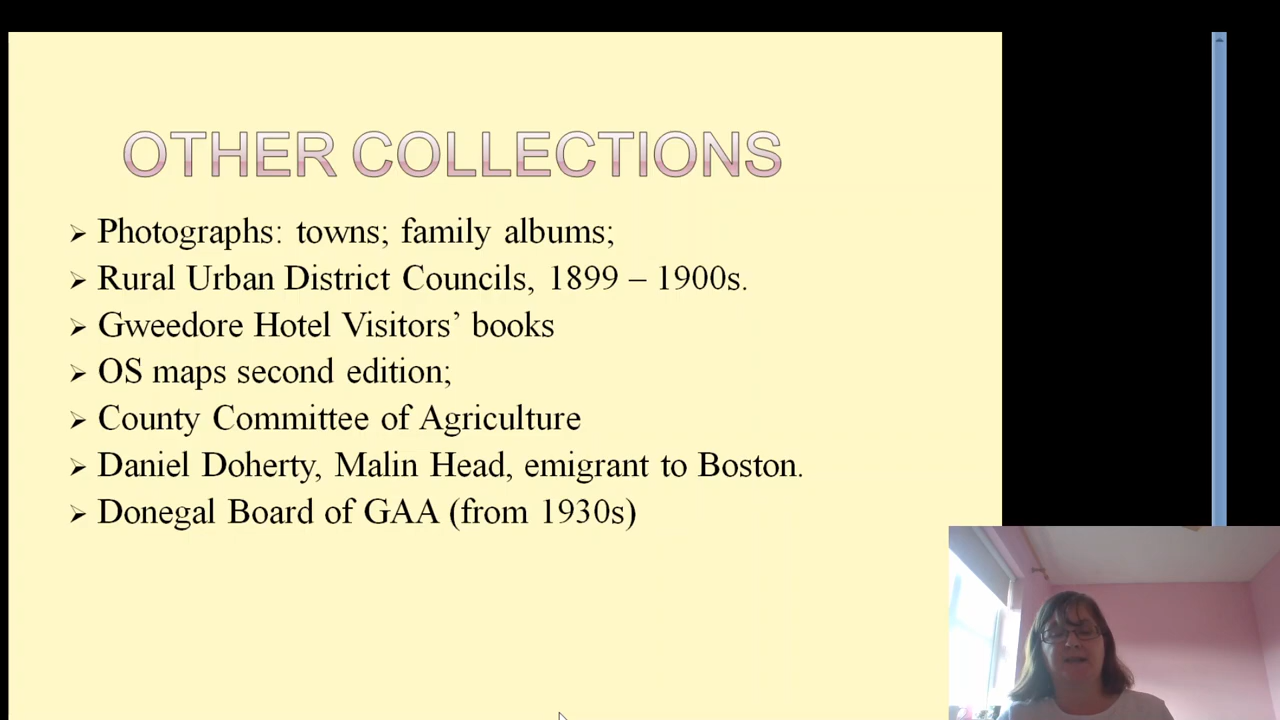 OTHER COLLECTIONS
Photographs: towns; family albums;
Rural Urban District Councils, 1899 – 1900s.
Gweedore Hotel Visitors’ books
OS maps second edition;
County Committee of Agriculture
Daniel Doherty, Malin Head, emigrant to Boston.
Donegal Board of GAA (from 1930s)